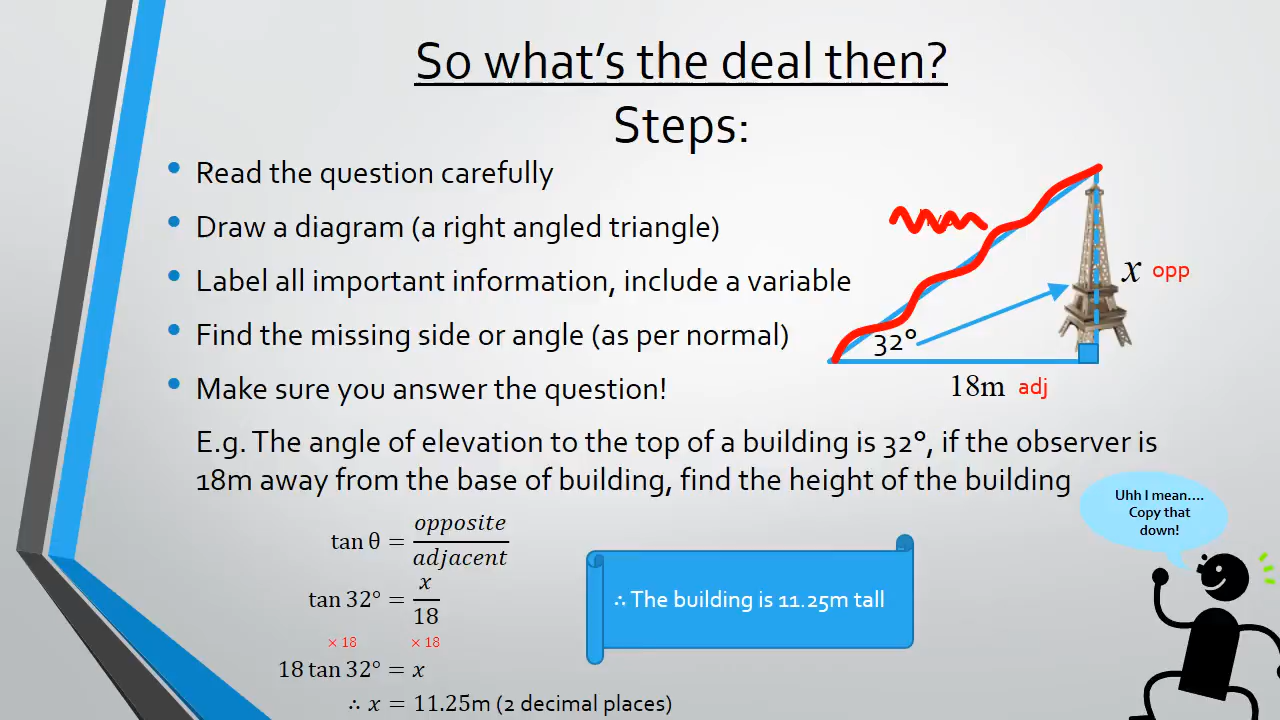 So what's the deal then?
Steps:
• Read the question carefully
• Draw a diagram (a right angled triangle)
• Label all important information, include a variable
• Find the missing side or angle (as per normal)
• Make sure you answer the question!
32°
x opp
18m adj
E.g. The angle of elevation to the top of a building is 32°, if the observer is
18m away from the base of building, find the height of the building
tan θ = opposite / adjacent
tan 32° = x / 18
× 18 × 18
18 tan 32° = x
∴ x = 11.25m (2 decimal places)
∴ The building is 11.25m tall
Uhh I mean....
Copy that
down!